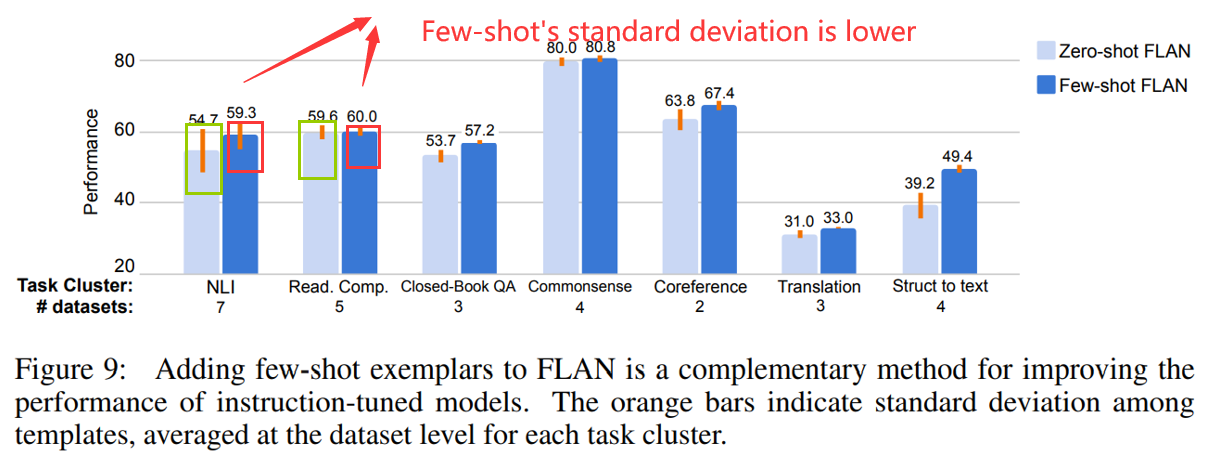 Few-shot's standard deviation is lower
Zero-shot FLAN
Few-shot FLAN
Performance
80
60
40
20
54.7 59.3 59.6 60.0 53.7 57.2 80.0 80.8 63.8 67.4 31.0 33.0 39.2 49.4
Task Cluster: NLI Read. Comp. Closed-Book QA Commonsense Coreference Translation Struct to text
# datasets: 7 5 3 4 2 3 4
Figure 9: Adding few-shot exemplars to FLAN is a complementary method for improving the
performance of instruction-tuned models. The orange bars indicate standard deviation among
templates, averaged at the dataset level for each task cluster.